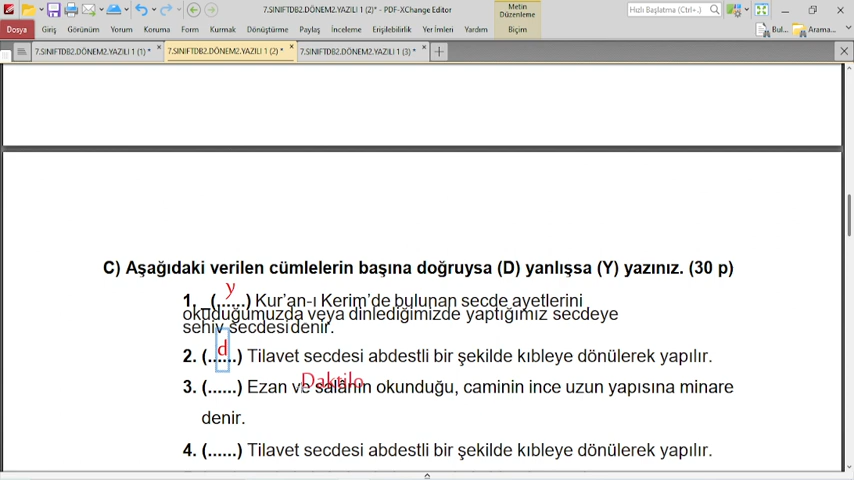 7.SINIFTDB2.DÖNEM2.YAZILI 1 (2)* - PDF-XChange Editor
Metin Düzenleme
Hızlı Başlatma (Ctrl+.)
Dosya Giriş Görünüm Yorum Koruma Form Kurmak Dönüştürme Paylaş İnceleme Erişilebilirlik Yer İmleri Yardım Biçim Bul... Arama...
7.SINIFTDB2.DÖNEM2.YAZILI 1 (1) * 7.SINIFTDB2.DÖNEM2.YAZILI 1 (2) * 7.SINIFTDB2.DÖNEM2.YAZILI 1 (3) *
C) Aşağıdaki verilen cümlelerin başına doğruysa (D) yanlışsa (Y) yazınız. (30 p)
y
1. _(......) Kur'an-ı Kerim'de bulunan secde ayetlerini
okuduğumuzda veya dinlediğimizde yaptığımız secdeye
sehiv secdesidenir.
d
2. (......) Tilavet secdesi abdestli bir şekilde kıbleye dönülerek yapılır.
Daktilo
3. (......) Ezan ve salânın okunduğu, caminin ince uzun yapısına minare
denir.
4. (......) Tilavet secdesi abdestli bir şekilde kıbleye dönülerek yapılır.